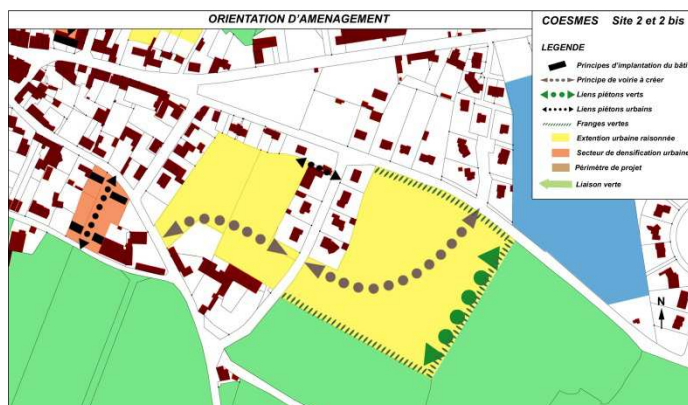 ORIENTATION D'AMENAGEMENT
COESMES Site 2 et 2 bis
LEGENDE
Principes d'implantation du bâti
Principe de voirie à créer
Liens piétons verts
Liens piétons urbains
Franges vertes
Extention urbaine raisonnée
Secteur de densification urbaine
Périmètre de projet
Liaison verte
N